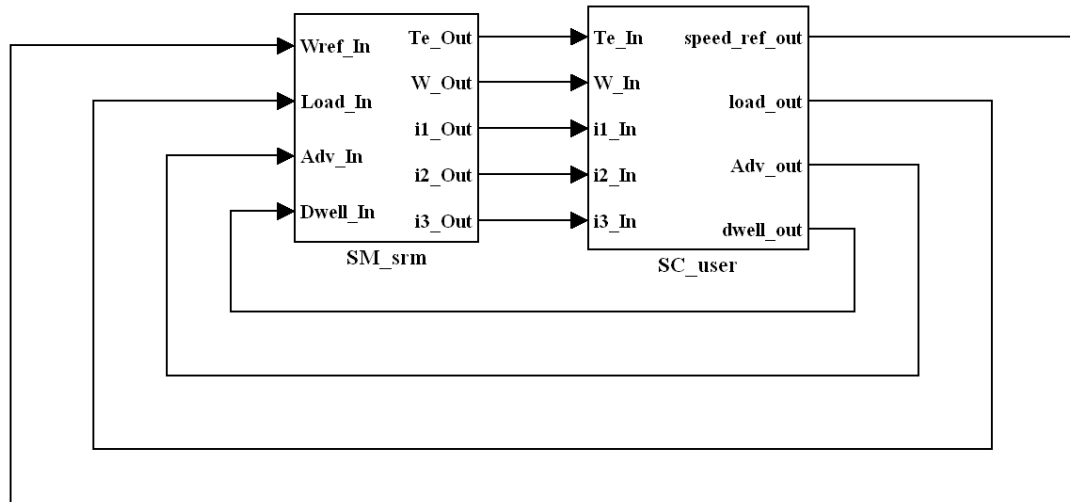 Wref_In
Load_In
Adv_In
Dwell_In
Te_Out
W_Out
i1_Out
i2_Out
i3_Out
SM_srm
Te_In
W_In
i1_In
i2_In
i3_In
speed_ref_out
load_out
Adv_out
dwell_out
SC_user